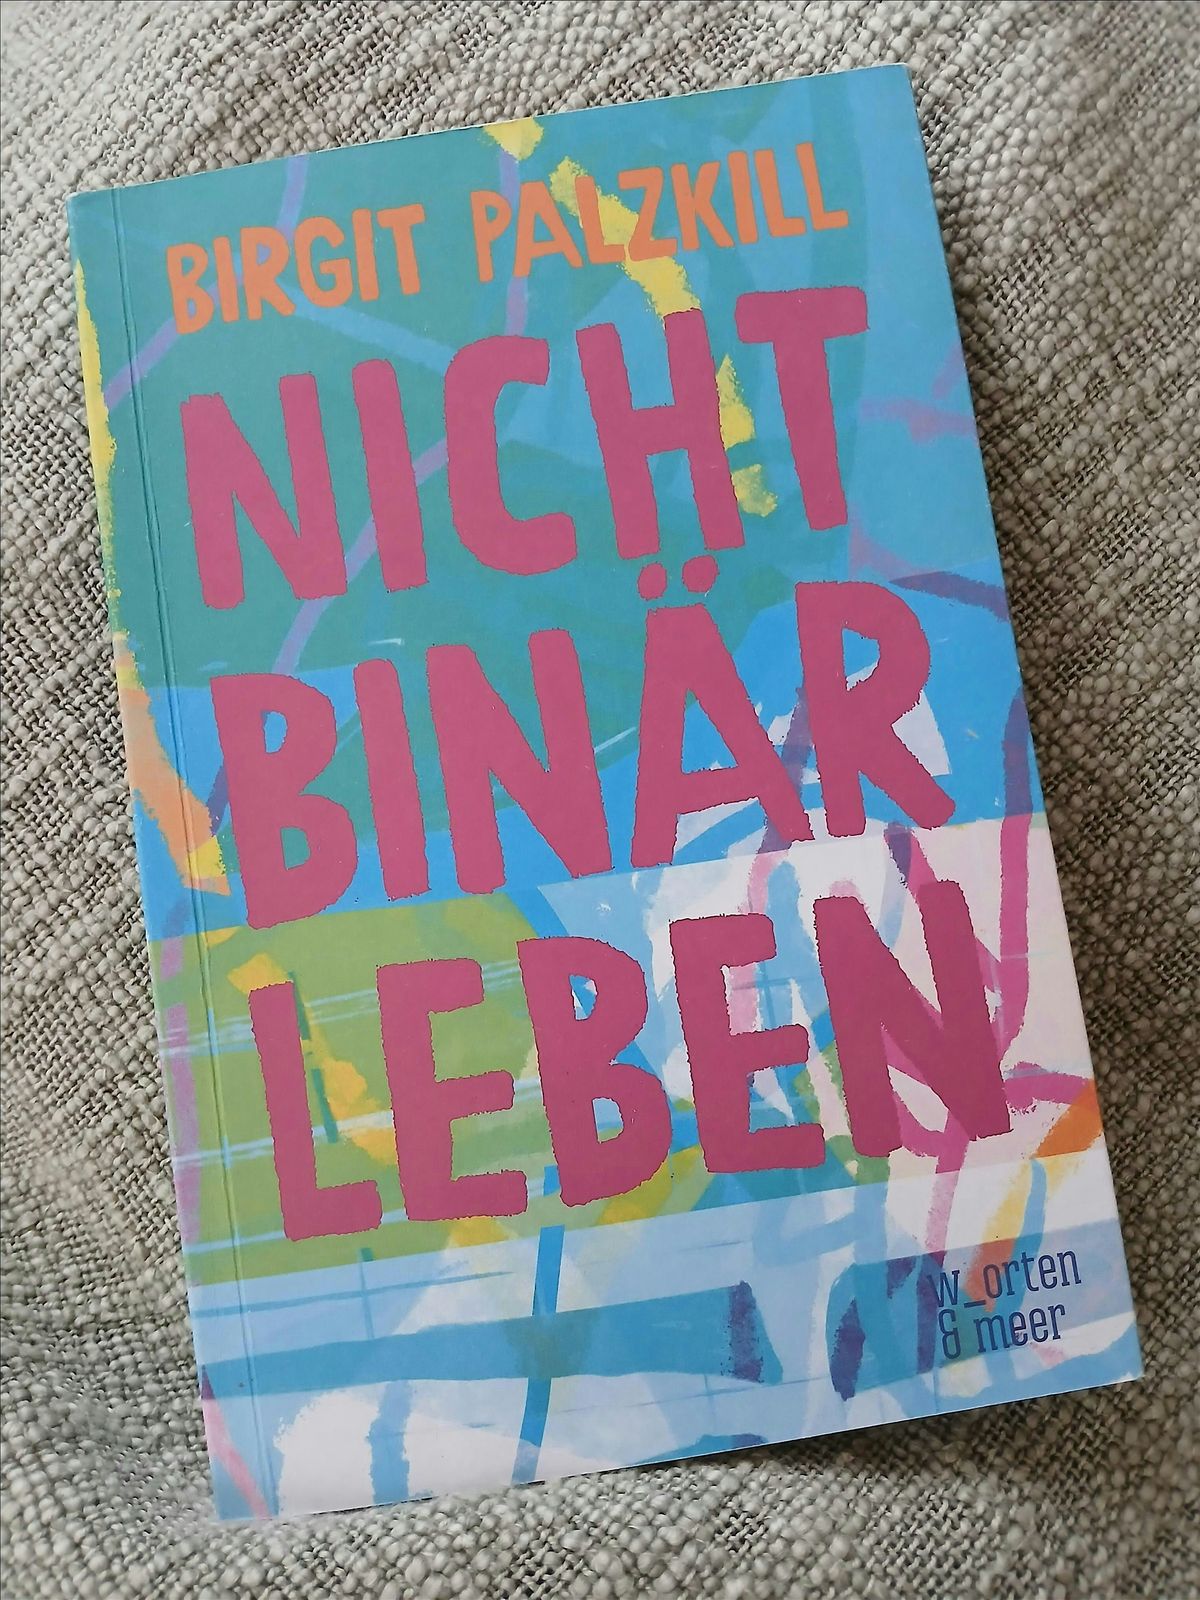 BIRGIT PALZKILL
NICHT
BINÄR
LEBEN
w_orten
& meer